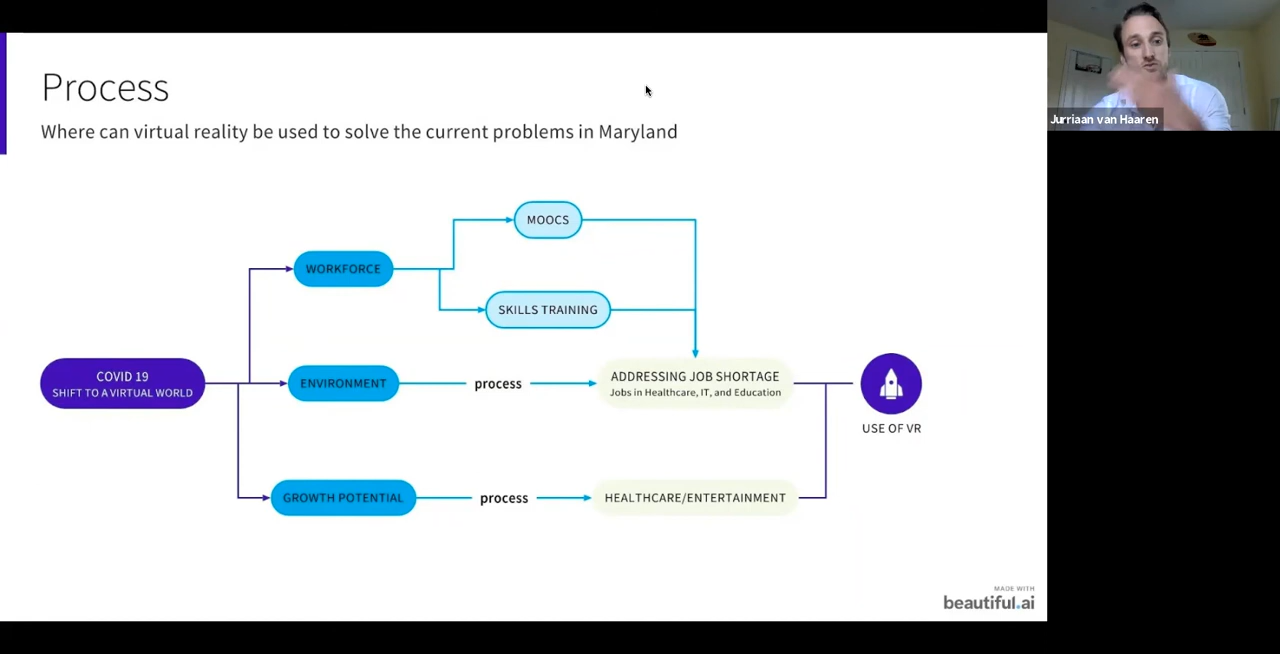 Process
Where can virtual reality be used to solve the current problems in Maryland
Jurriaan van Haaren
MOOCS
WORKFORCE
SKILLS TRAINING
COVID 19
SHIFT TO A VIRTUAL WORLD
ENVIRONMENT
process
ADDRESSING JOB SHORTAGE
Jobs in Healthcare, IT, and Education
USE OF VR
GROWTH POTENTIAL
process
HEALTHCARE/ENTERTAINMENT
MADE WITH
beautiful.ai